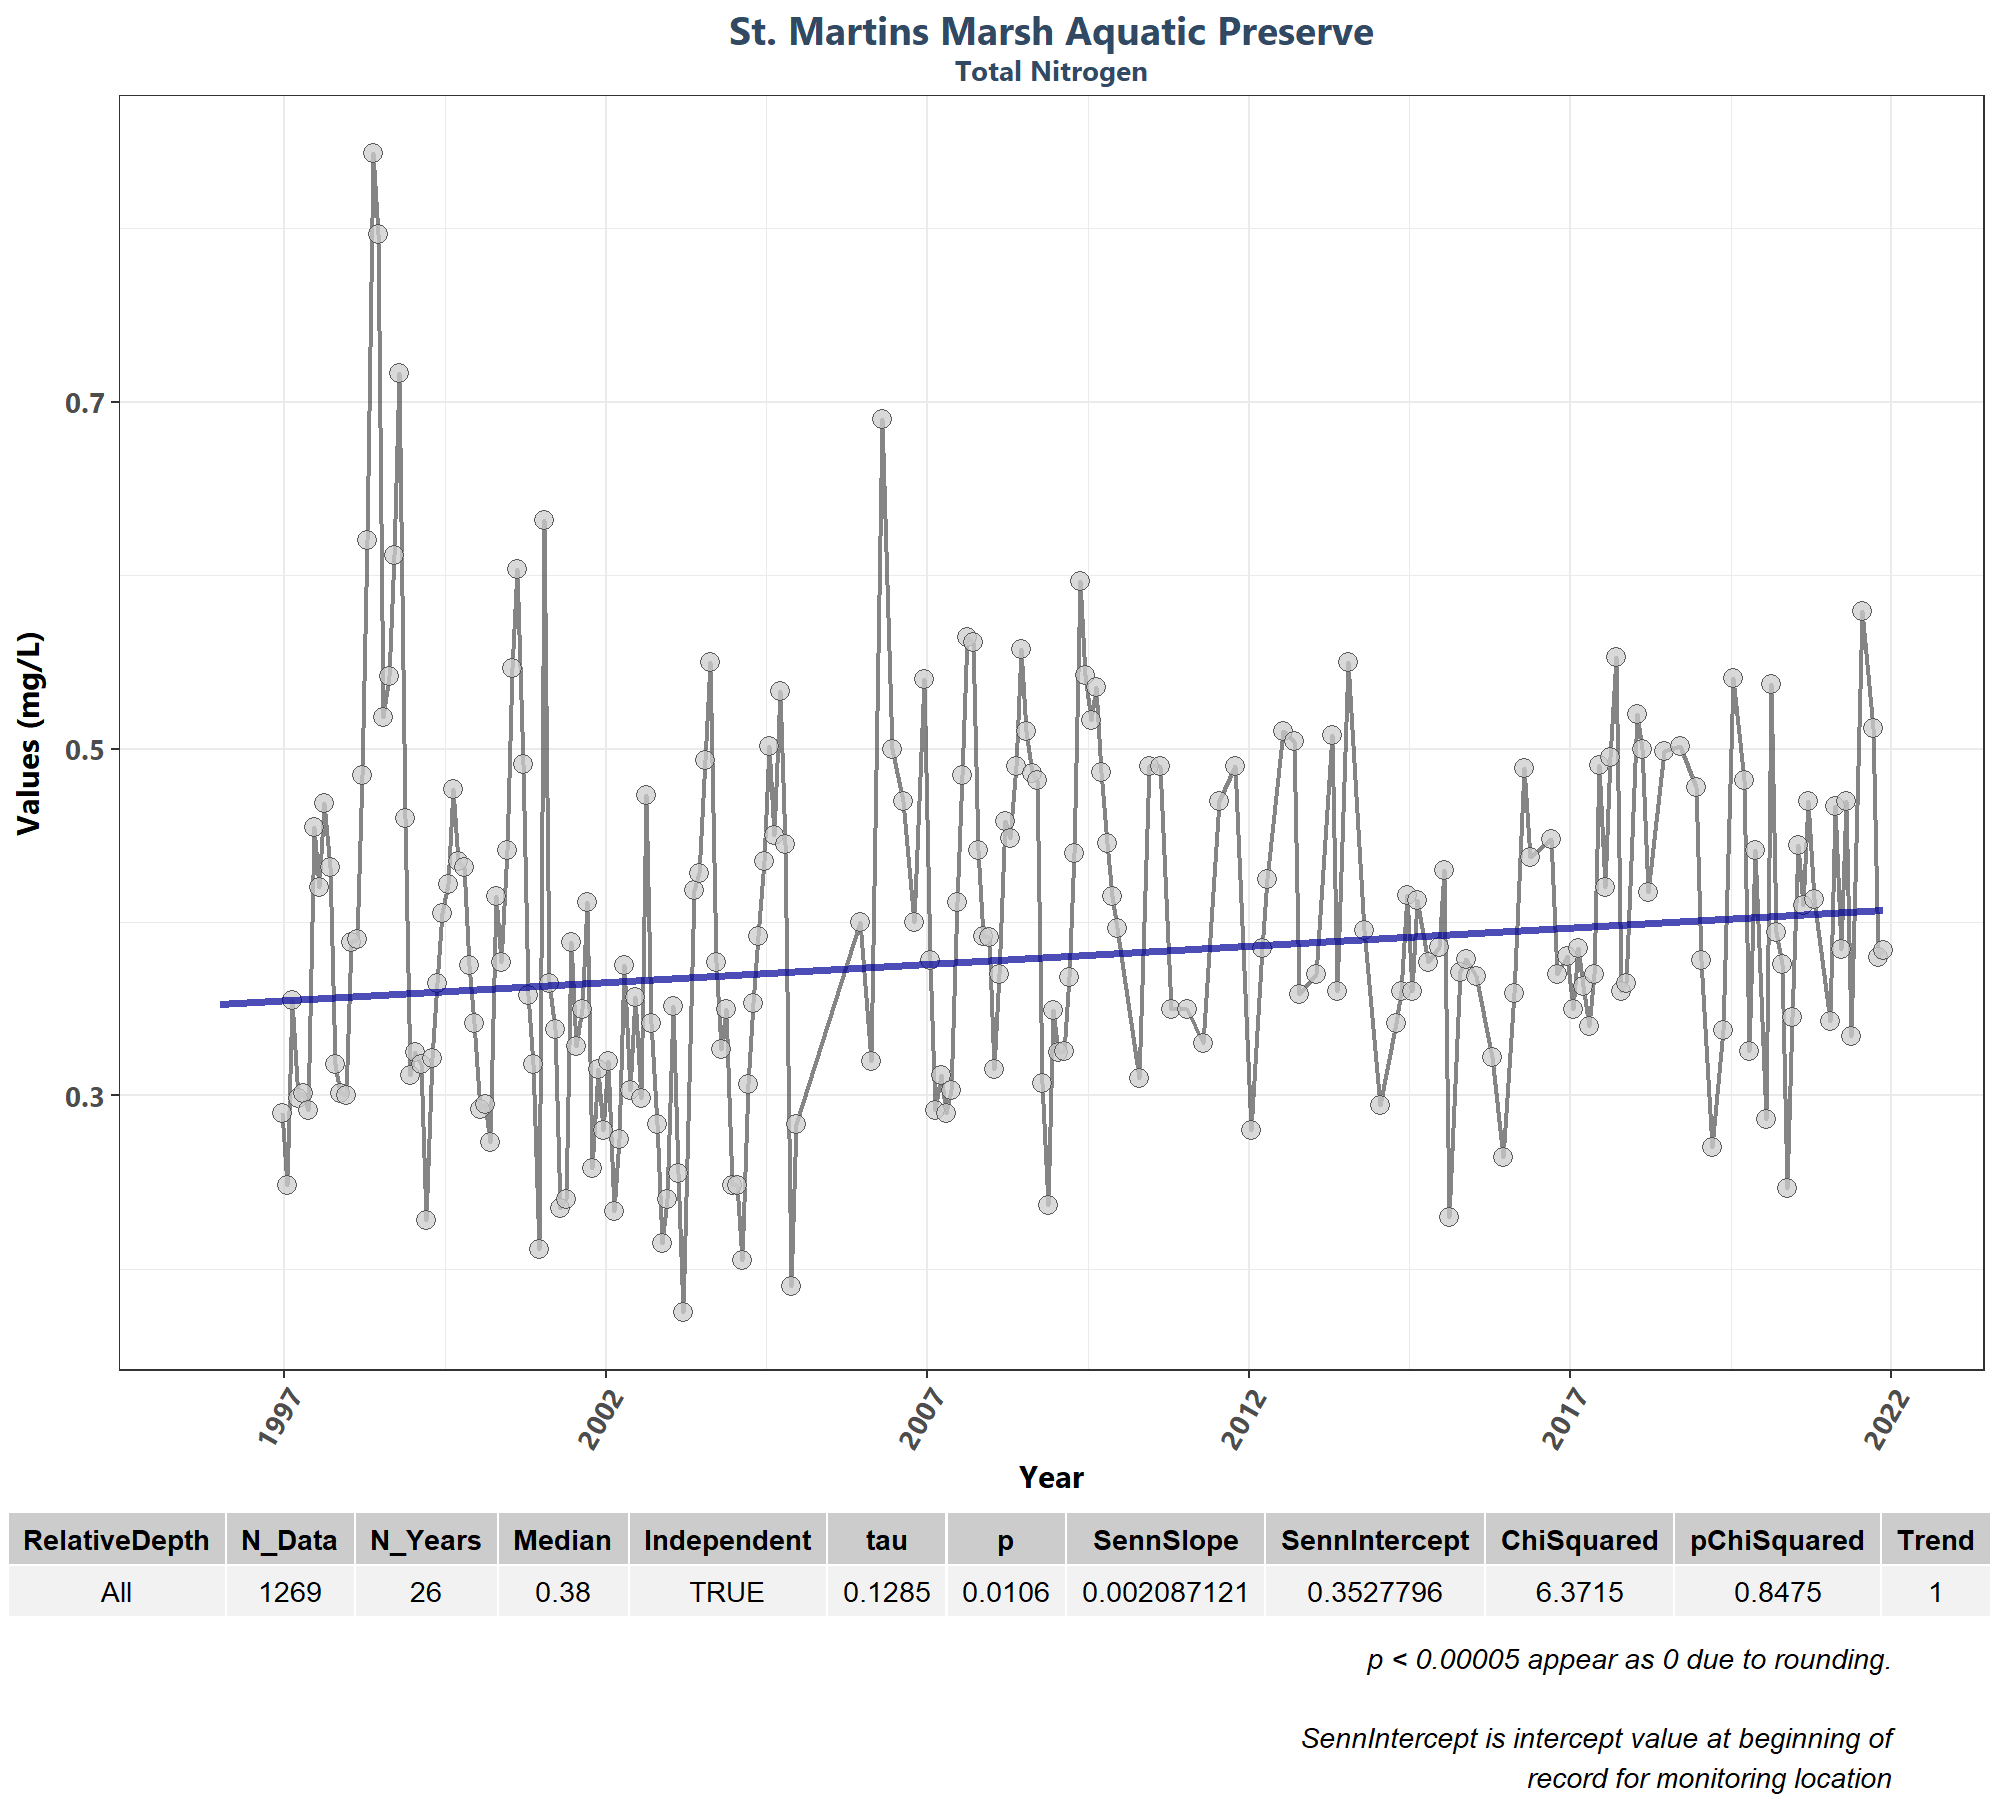 St. Martins Marsh Aquatic Preserve
Total Nitrogen
Values (mg/L)
0.7
0.5
0.3
1997 2002 2007 2012 2017 2022
Year
RelativeDepth N_Data N_Years Median Independent tau p SennSlope SennIntercept ChiSquared pChiSquared Trend
All 1269 26 0.38 TRUE 0.1285 0.0106 0.002087121 0.3527796 6.3715 0.8475 1
p < 0.00005 appear as 0 due to rounding.
SennIntercept is intercept value at beginning of
record for monitoring location